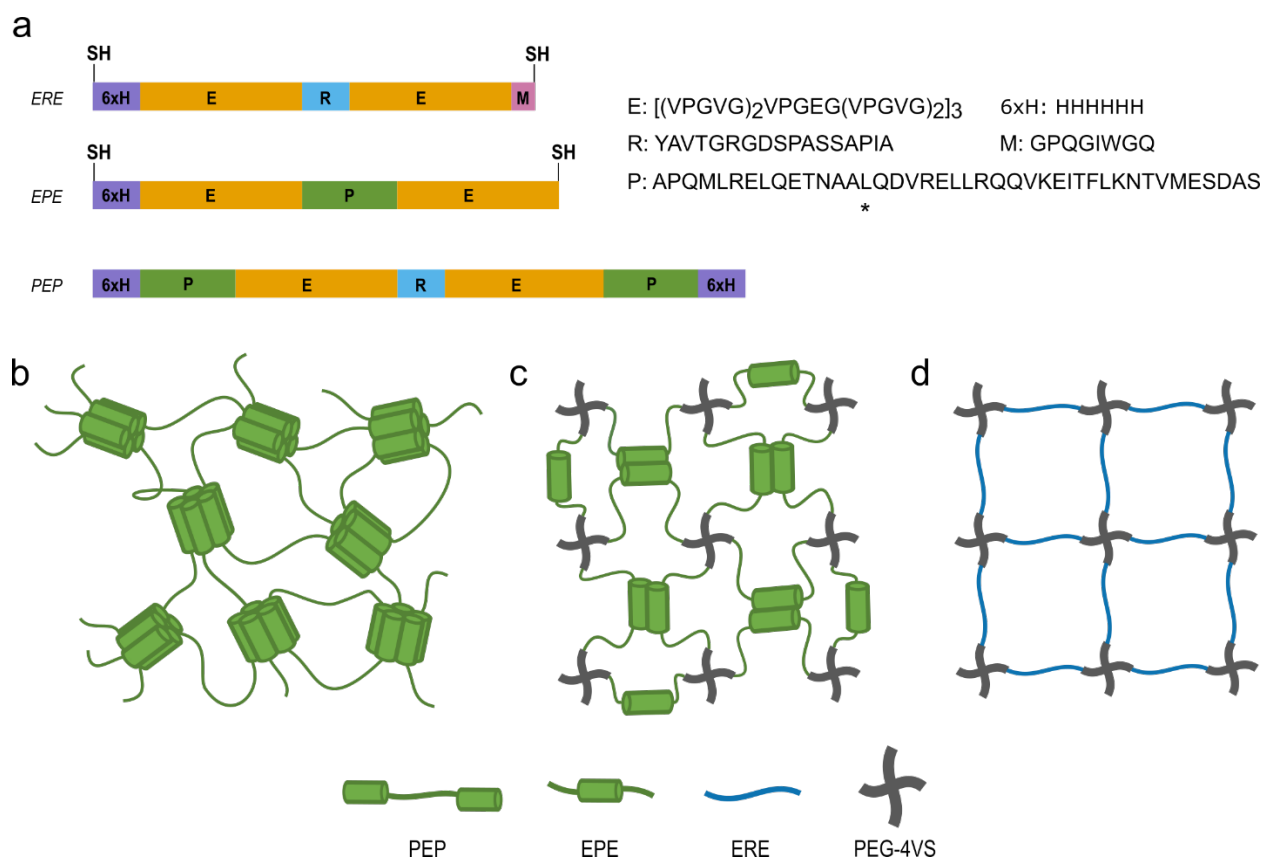 a
SH SH
ERE 6xH E R E M
SH SH
EPE 6xH E P E
PEP 6xH P E R E P 6xH
E: [(VPGVG)2VPGEG(VPGVG)2]3 6xH: HHHHHH
R: YAVTGRGDSPASSAPIA M: GPQGIWGQ
P: APQMLRELQETNAALQDVRELLRQQVKEITFLKNTVMESDAS
*
b c d
PEP EPE ERE PEG-4VS